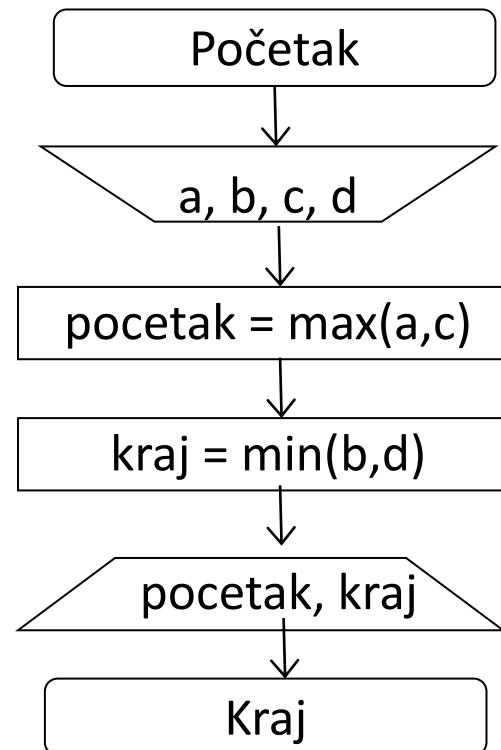 Početak
a, b, c, d
pocetak = max(a,c)
kraj = min(b,d)
pocetak, kraj
Kraj